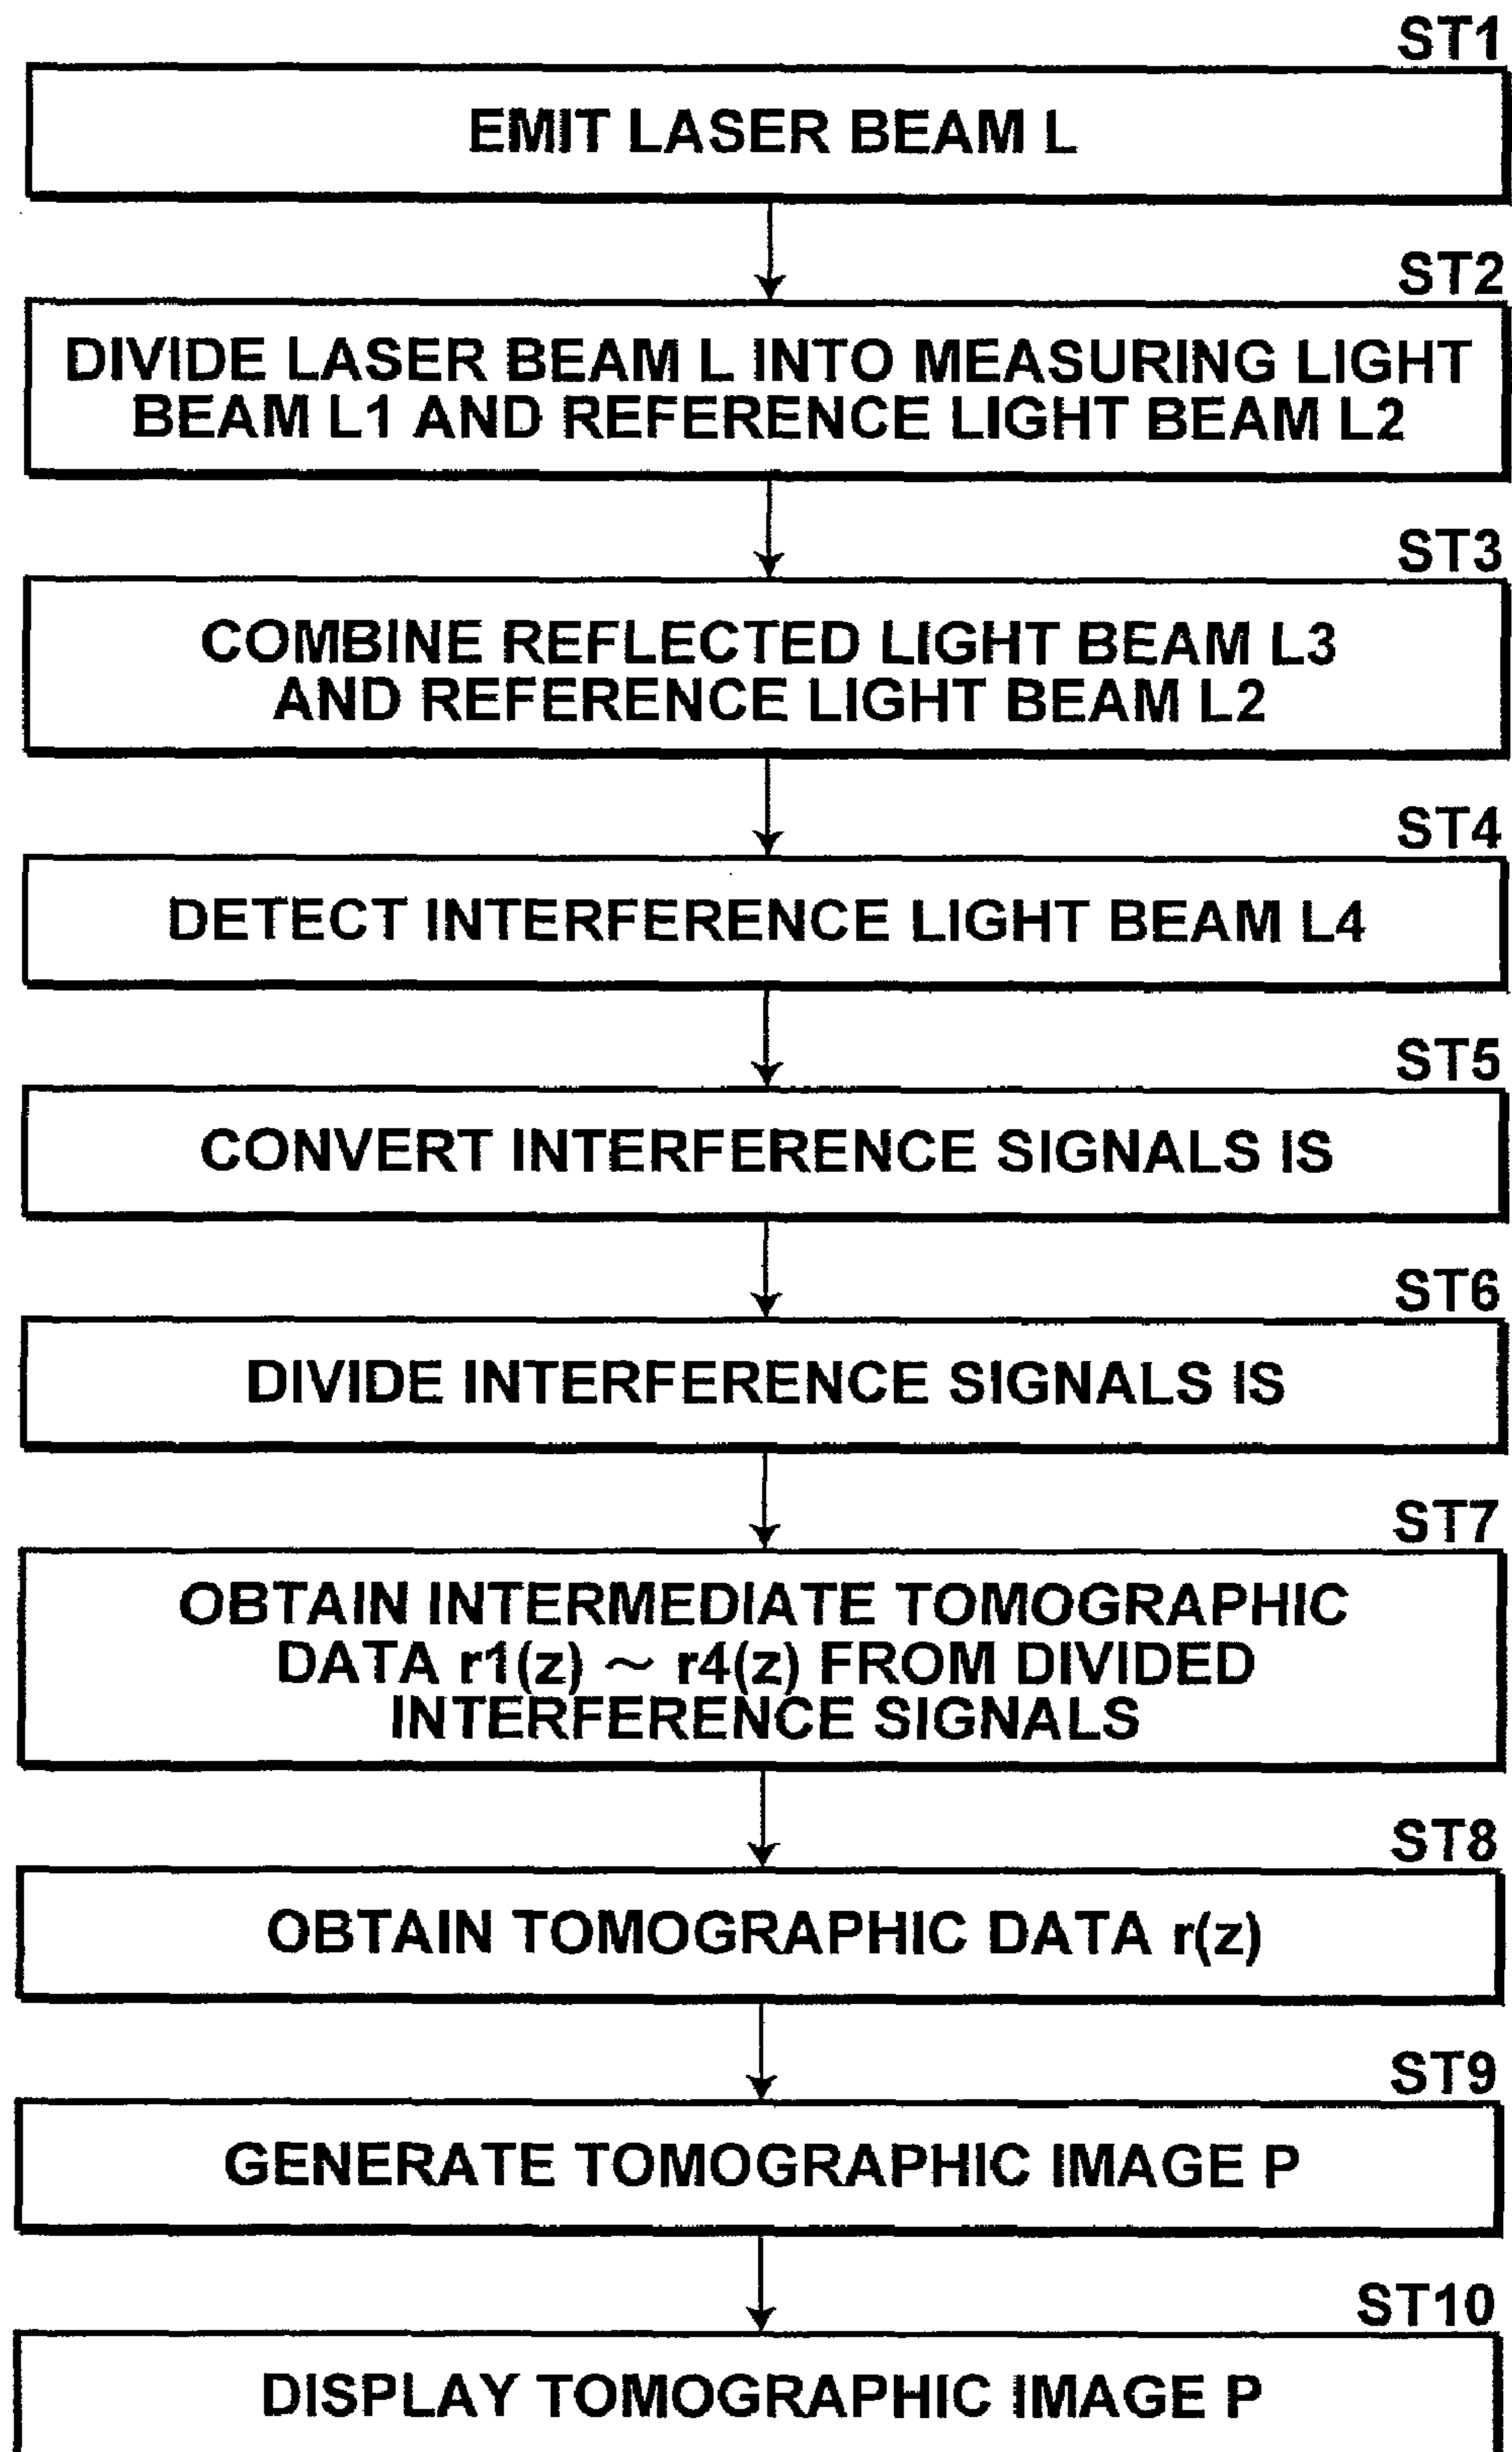 ST1
EMIT LASER BEAM L
ST2
DIVIDE LASER BEAM L INTO MEASURING LIGHT
BEAM L1 AND REFERENCE LIGHT BEAM L2
ST3
COMBINE REFLECTED LIGHT BEAM L3
AND REFERENCE LIGHT BEAM L2
ST4
DETECT INTERFERENCE LIGHT BEAM L4
ST5
CONVERT INTERFERENCE SIGNALS IS
ST6
DIVIDE INTERFERENCE SIGNALS IS
ST7
OBTAIN INTERMEDIATE TOMOGRAPHIC
DATA r1(z) ~ r4(z) FROM DIVIDED
INTERFERENCE SIGNALS
ST8
OBTAIN TOMOGRAPHIC DATA r(z)
ST9
GENERATE TOMOGRAPHIC IMAGE P
ST10
DISPLAY TOMOGRAPHIC IMAGE P